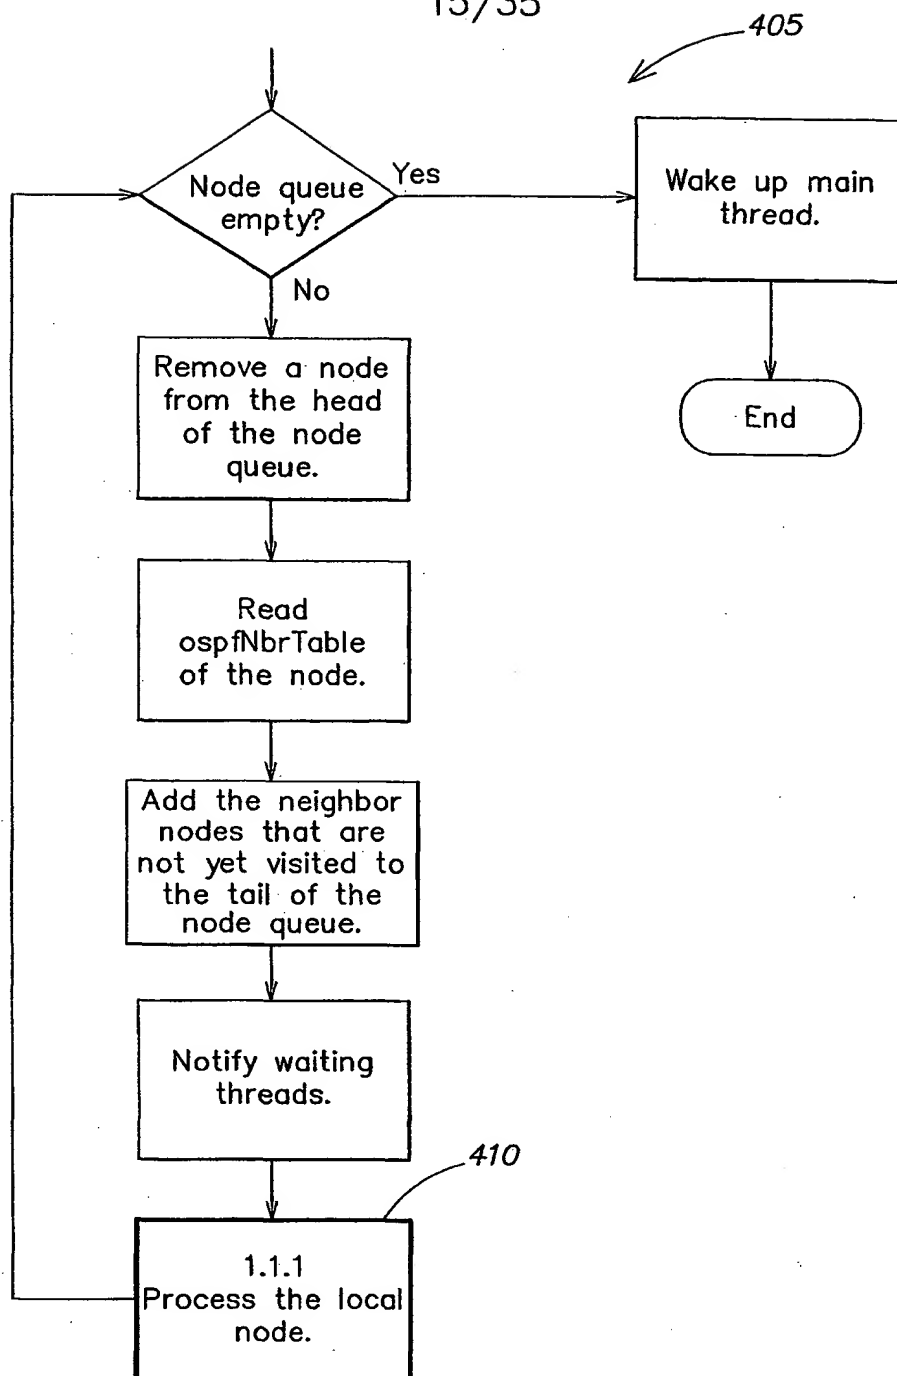 15/35
405
Node queue
empty?
Yes
No
Wake up main
thread.
End
Remove a node
from the head
of the node
queue.
Read
ospfNbrTable
of the node.
Add the neighbor
nodes that are
not yet visited to
the tail of the
node queue.
Notify waiting
threads.
410
1.1.1
Process the local
node.